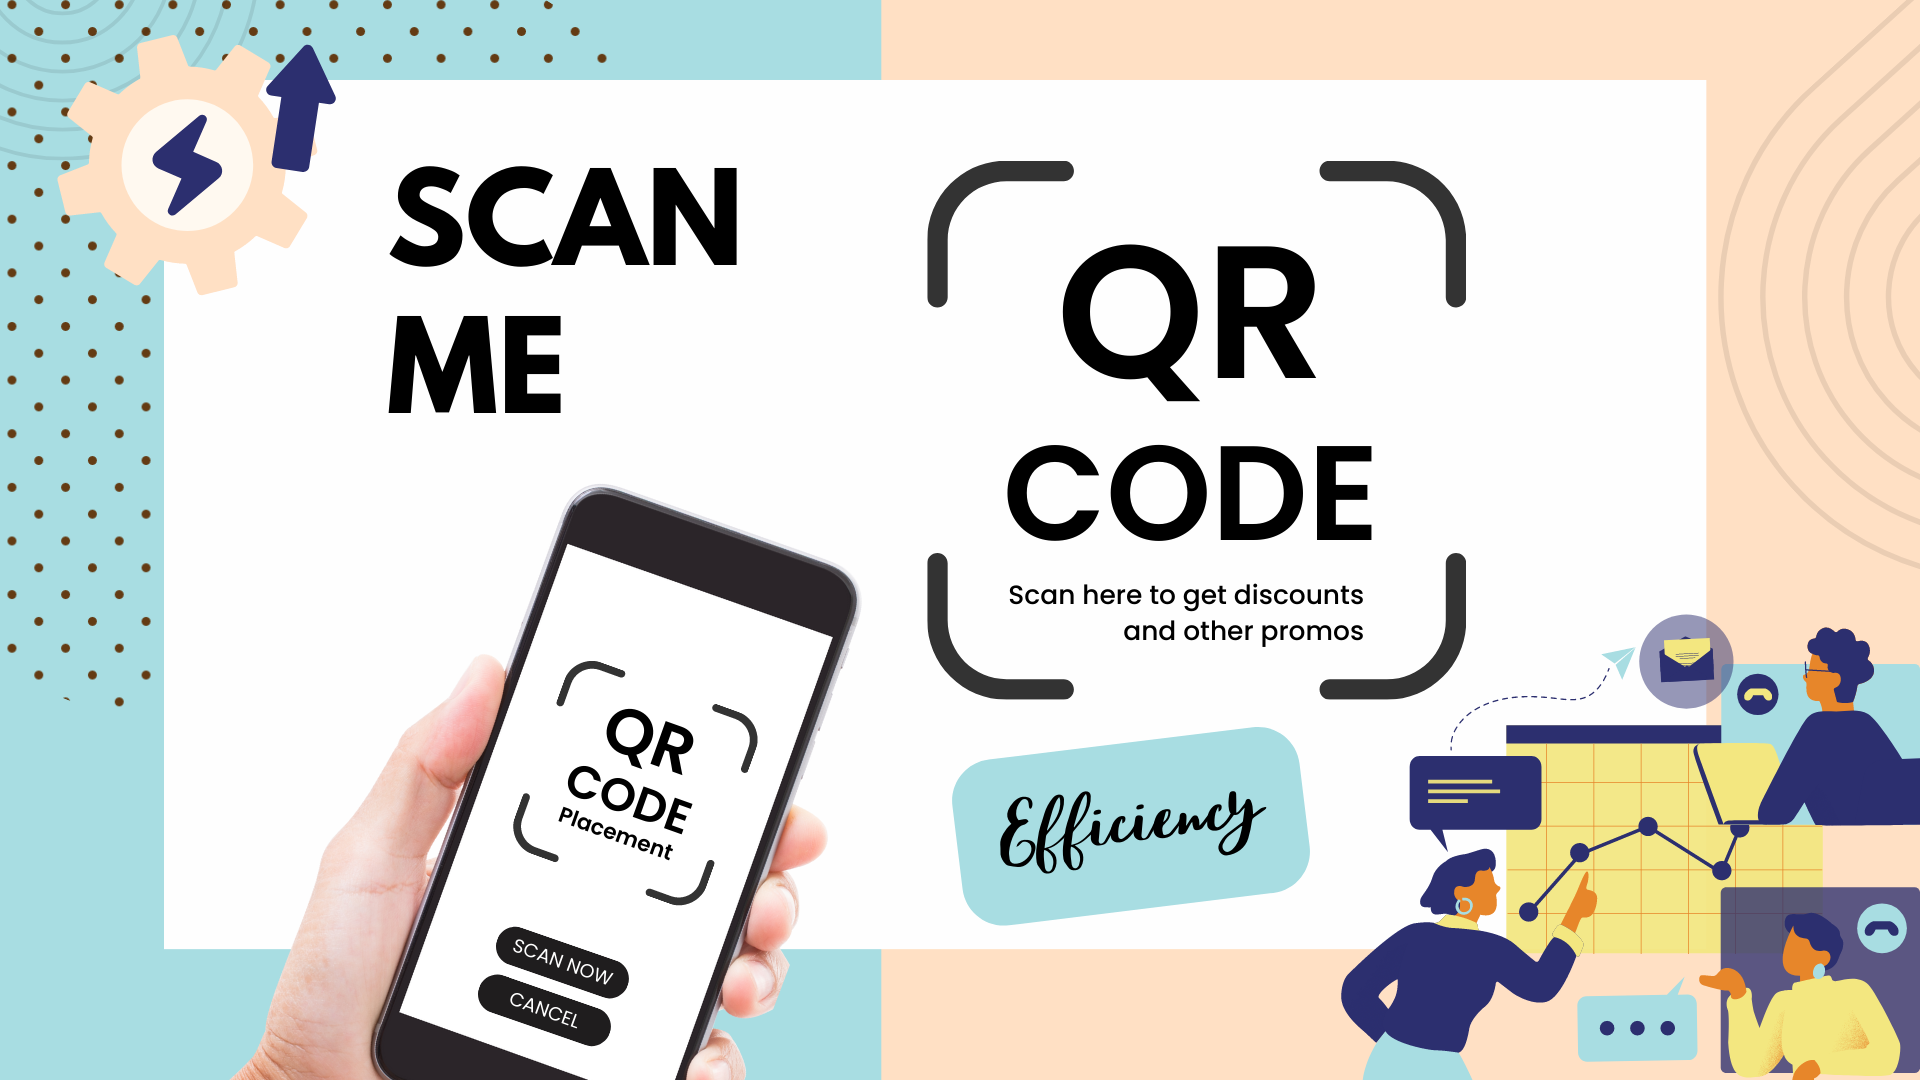 SCAN
ME
QR
CODE
Scan here to get discounts
and other promos
Efficiency
QR
CODE
Placement
SCAN NOW
CANCEL